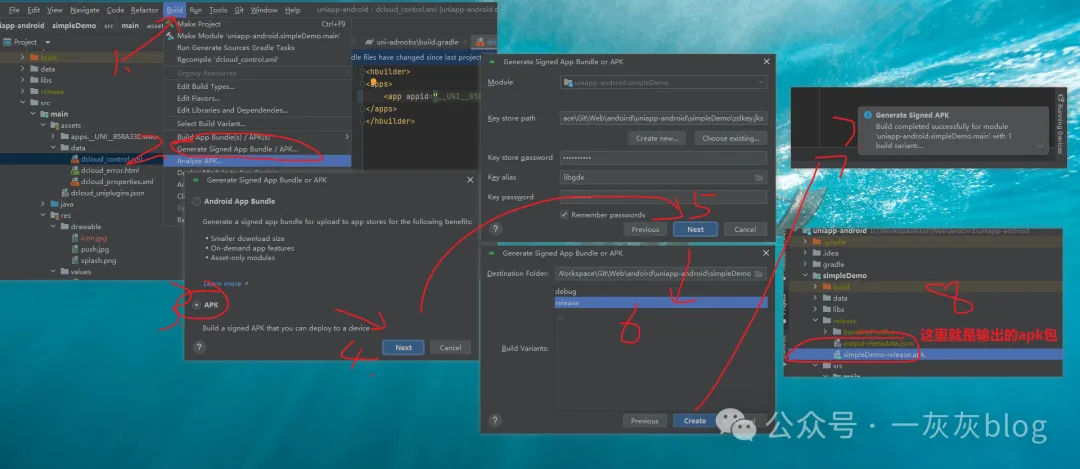 File Edit View Navigate Code Refactor Build Run Tools Git Window Help uniapp-android - dcloud_control.xml [uniapp-android.s
uniapp-android simpleDemo src main assets
Project
build
data
libs
release
src
main
assets
apps.__UNI__B5BA33E.www
data
dcloud_control.xml
dcloud_error.html
dcloud_properties.xml
dcloud_uniplugins.json
java
res
drawable
icon.jpg
push.jpg
splash.png
values
Make Project Ctrl+F9
Make Module 'uniapp-android.simpleDemo.main'
Run Generate Sources Gradle Tasks
Recompile 'dcloud_control.xml'
Edit Build Types...
Edit Flavors...
Edit Libraries and Dependencies...
Select Build Variant...
Build App Bundle(s) / APK(s)
Generate Signed App Bundle / APK...
Analyze APK...
uni-admobs\build.gradle
dle files have changed since last project
<hbuilder>
<apps>
<app appid="__UNI__B5B
</apps>
</hbuilder>
1.
2
Generate Signed App Bundle or APK
Android App Bundle
Generate a signed app bundle for upload to app stores for the following benefits:
• Smaller download size
• On-demand app features
• Asset-only modules
Learn more
3
APK
Build a signed APK that you can deploy to a device
4.
? Next Cancel
Generate Signed App Bundle or APK
Module uniapp-android.simpleDemo
Key store path ace\Git\Web\andoird\uniapp-android\simpleDemo\zdkey.jks
Create new... Choose existing...
Key store password
Key alias libgdx
Key password
Remember passwords
5
? Previous Next Cancel
Generate Signed App Bundle or APK
Destination Folder: Workspace\Git\Web\andoird\uniapp-android\simpleDemo
debug
release
6
Build Variants:
? Previous Create
7
Generate Signed APK
Build completed successfully for module
'uniapp-android.simpleDemo.main' with 1
build variant...
Running Devices
uniapp-android
.gradle
.idea
gradle
simpleDemo
build
data
libs
release
baselineProfiles
output-metadata.json
simpleDemo-release.apk
src
main
8
这里就是输出的apk包
公众号 · 一灰灰blog